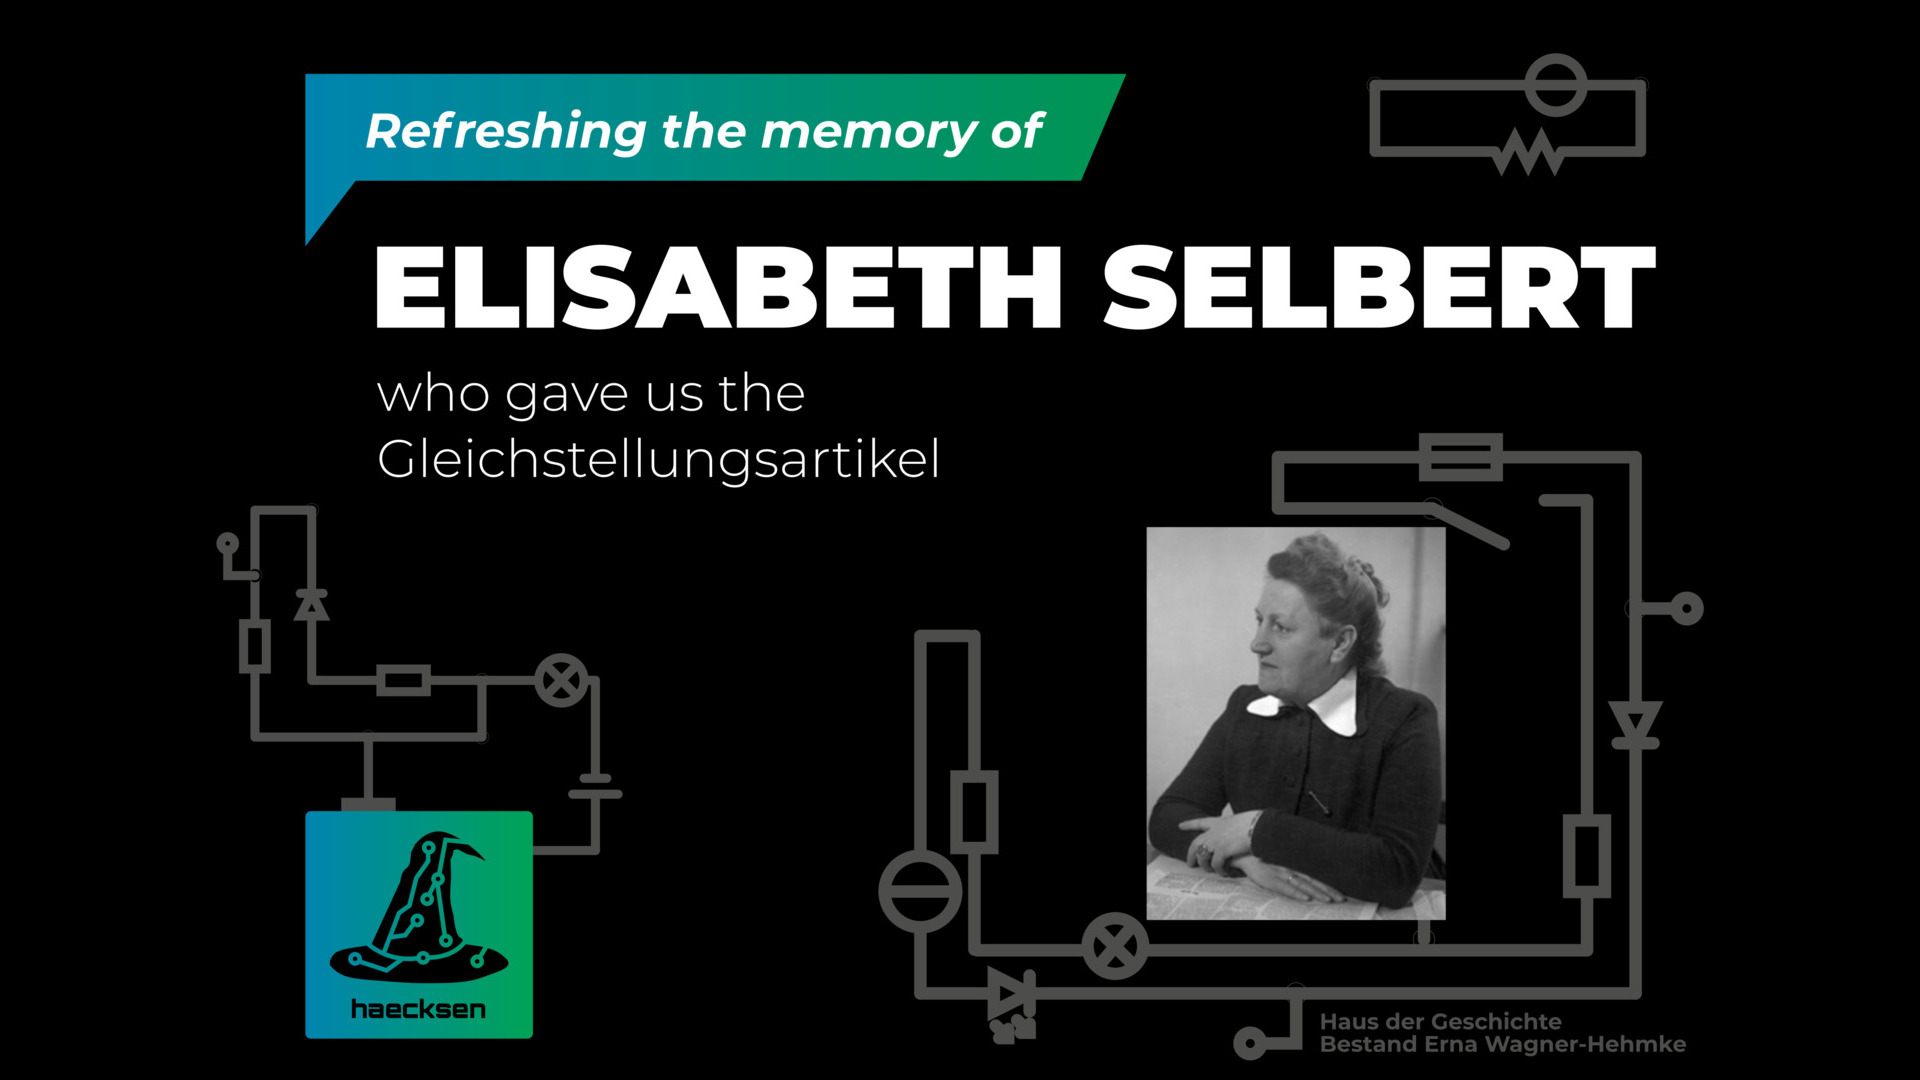 Refreshing the memory of
ELISABETH SELBERT
who gave us the
Gleichstellungsartikel
haecksen
Haus der Geschichte
Bestand Erna Wagner-Hehmke